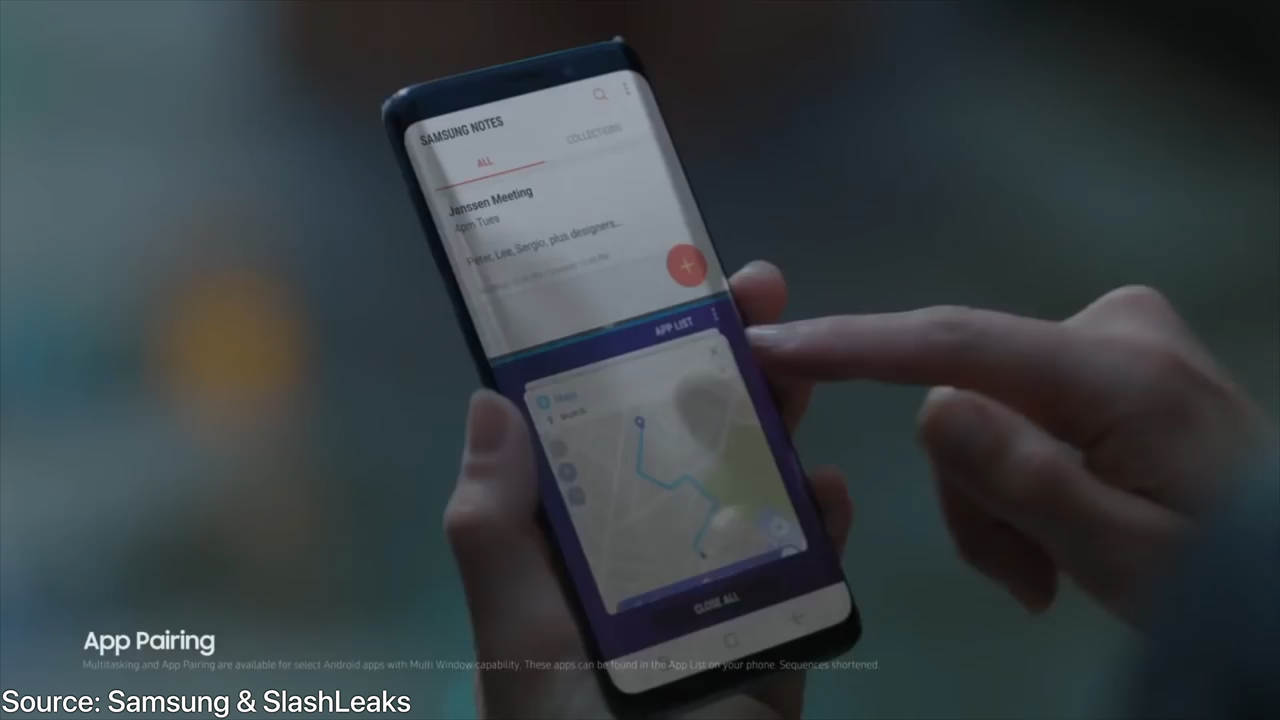 SAMSUNG NOTES
ALL
COLLECTIONS
Janssen Meeting
4pm Tues
Peter, Lee, Sergio, plus designers...
APP LIST
Maps
CLOSE ALL
App Pairing
Multitasking and App Pairing are available for select Android apps with Multi Window capability. These apps can be found in the App List on your phone. Sequences shortened.
Source: Samsung & SlashLeaks